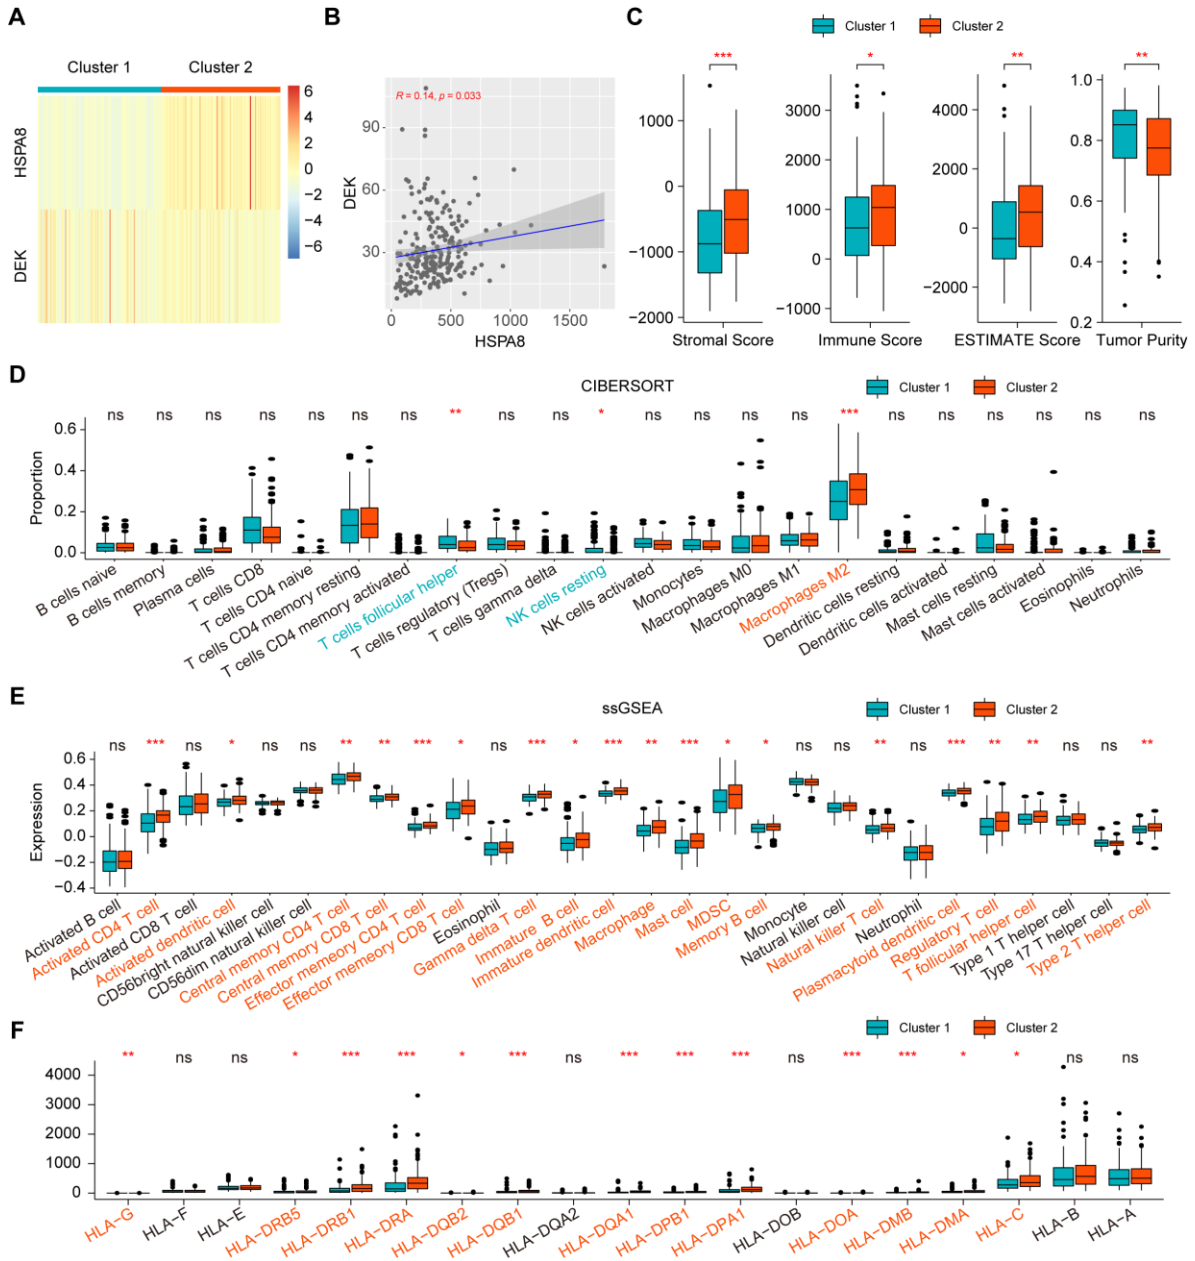 A
Cluster 1
Cluster 2
HSPA8
DEK
6
4
2
0
−2
−4
−6
B
R = 0.14, p = 0.033
90
60
30
DEK
0
500
1000
1500
HSPA8
C
Cluster 1
Cluster 2
***
*
**
**
1000
0
−1000
−2000
Stromal Score
3000
2000
1000
0
−1000
Immune Score
4000
2000
0
−2000
ESTIMATE Score
1.0
0.8
0.6
0.4
0.2
Tumor Purity
D
CIBERSORT
Cluster 1
Cluster 2
ns ns ns ns ns ns ns ** ns ns * ns ns ns ns *** ns ns ns ns ns ns
Proportion
0.6
0.4
0.2
0.0
B cells naive
B cells memory
Plasma cells
T cells CD8
T cells CD4 naive
T cells CD4 memory resting
T cells CD4 memory activated
T cells follicular helper
T cells regulatory (Tregs)
T cells gamma delta
NK cells resting
NK cells activated
Monocytes
Macrophages M0
Macrophages M1
Macrophages M2
Dendritic cells resting
Dendritic cells activated
Mast cells resting
Mast cells activated
Eosinophils
Neutrophils
E
ssGSEA
Cluster 1
Cluster 2
ns *** ns * ns ns ** ** *** * ns *** * *** ** *** * * ns ns ** ns *** ** ** ns ns **
Expression
0.6
0.4
0.2
0.0
−0.2
−0.4
Activated B cell
Activated CD4 T cell
Activated CD8 T cell
Activated dendritic cell
CD56bright natural killer cell
CD56dim natural killer cell
Central memory CD4 T cell
Central memory CD8 T cell
Effector memeory CD4 T cell
Effector memeory CD8 T cell
Eosinophil
Gamma delta T cell
Immature B cell
Immature dendritic cell
Macrophage
Mast cell
MDSC
Memory B cell
Monocyte
Natural killer cell
Natural killer T cell
Neutrophil
Plasmacytoid dendritic cell
Regulatory T cell
T follicular helper cell
Type 1 T helper cell
Type 17 T helper cell
Type 2 T helper cell
F
Cluster 1
Cluster 2
** ns ns * *** *** * *** ns *** *** *** ns *** *** * * ns ns
4000
3000
2000
1000
0
HLA−G
HLA−F
HLA−E
HLA−DRB5
HLA−DRB1
HLA−DRA
HLA−DQB2
HLA−DQB1
HLA−DQA2
HLA−DQA1
HLA−DPB1
HLA−DPA1
HLA−DOB
HLA−DOA
HLA−DMB
HLA−DMA
HLA−C
HLA−B
HLA−A